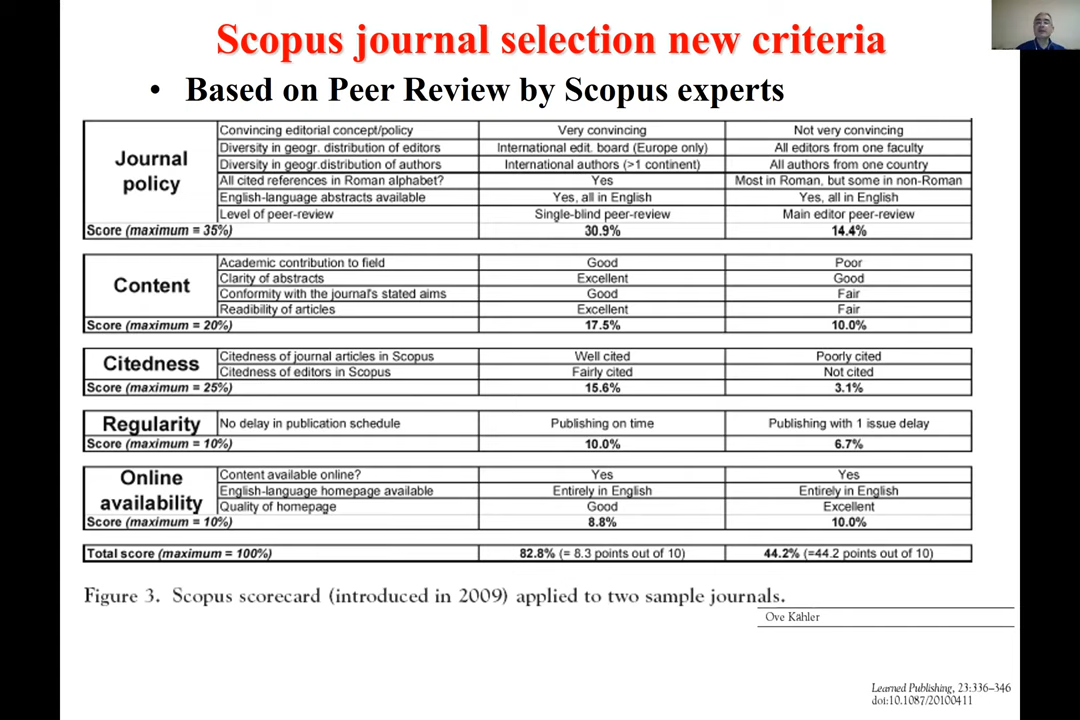 Scopus journal selection new criteria
• Based on Peer Review by Scopus experts
Journal policy
Convincing editorial concept/policy Very convincing Not very convincing
Diversity in geogr. distribution of editors International edit. board (Europe only) All editors from one faculty
Diversity in geogr.distribution of authors International authors (>1 continent) All authors from one country
All cited references in Roman alphabet? Yes Most in Roman, but some in non-Roman
English-language abstracts available Yes, all in English Yes, all in English
Level of peer-review Single-blind peer-review Main editor peer-review
Score (maximum = 35%) 30.9% 14.4%
Content
Academic contribution to field Good Poor
Clarity of abstracts Excellent Good
Conformity with the journal's stated aims Good Fair
Readibility of articles Excellent Fair
Score (maximum = 20%) 17.5% 10.0%
Citedness
Citedness of journal articles in Scopus Well cited Poorly cited
Citedness of editors in Scopus Fairly cited Not cited
Score (maximum = 25%) 15.6% 3.1%
Regularity No delay in publication schedule Publishing on time Publishing with 1 issue delay
Score (maximum = 10%) 10.0% 6.7%
Online availability
Content available online? Yes Yes
English-language homepage available Entirely in English Entirely in English
Quality of homepage Good Excellent
Score (maximum = 10%) 8.8% 10.0%
Total score (maximum = 100%) 82.8% (= 8.3 points out of 10) 44.2% (=44.2 points out of 10)
Figure 3. Scopus scorecard (introduced in 2009) applied to two sample journals.
Ove Kähler
Learned Publishing, 23:336–346
doi:10.1087/20100411